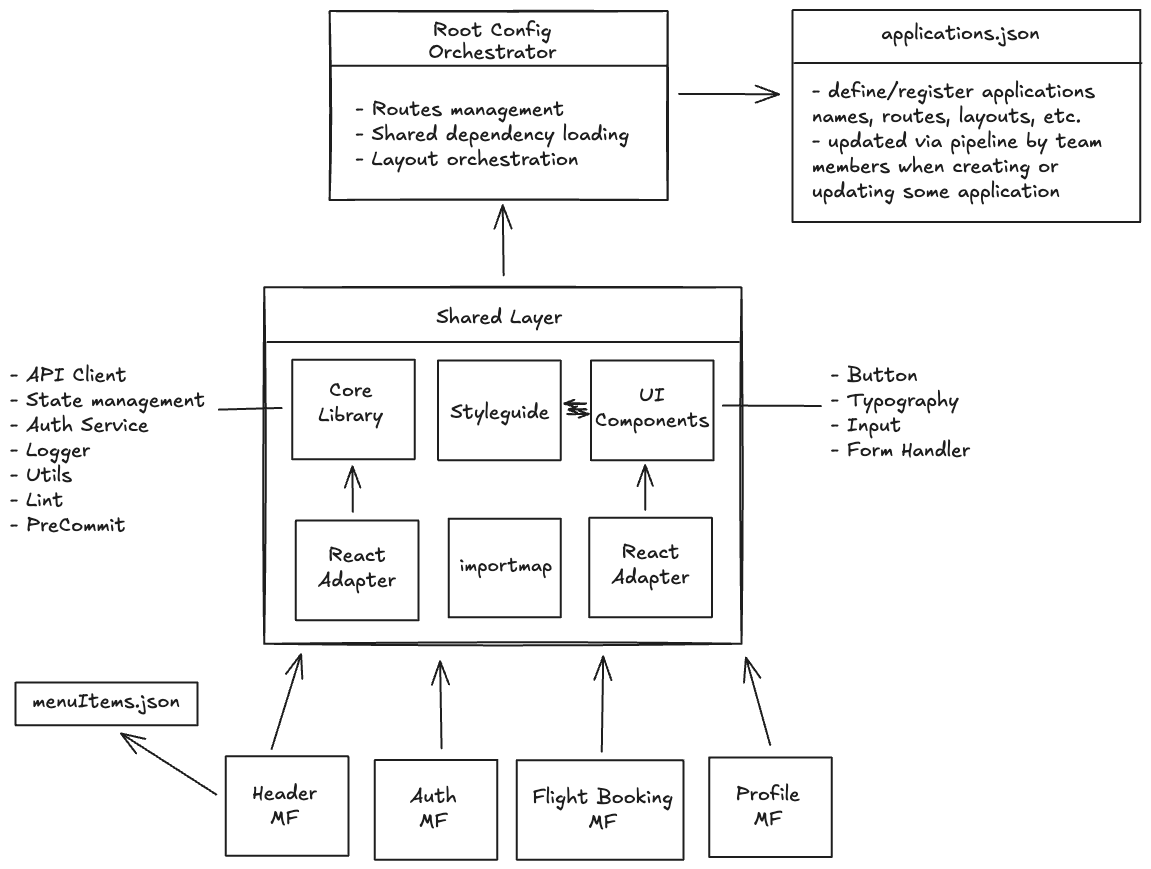 Root Config
Orchestrator
- Routes management
- Shared dependency loading
- Layout orchestration
applications.json
- define/register applications
names, routes, layouts, etc.
- updated via pipeline by team
members when creating or
updating some application
Shared Layer
- API Client
- State management
- Auth Service
- Logger
- Utils
- Lint
- PreCommit
Core
Library
Styleguide
UI
Components
- Button
- Typography
- Input
- Form Handler
React
Adapter
importmap
React
Adapter
menuItems.json
Header
MF
Auth
MF
Flight Booking
MF
Profile
MF